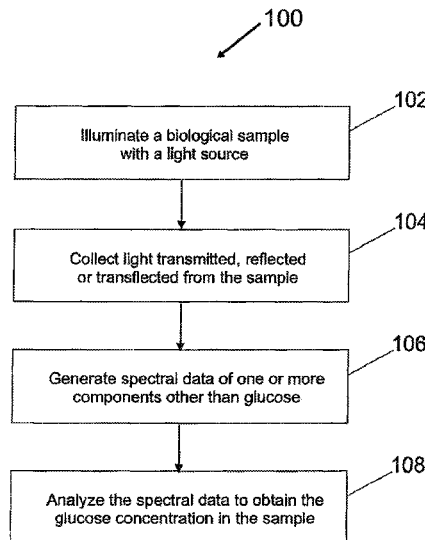 100
102
Illuminate a biological sample
with a light source
104
Collect light transmitted, reflected
or transflected from the sample
106
Generate spectral data of one or more
components other than glucose
108
Analyze the spectral data to obtain the
glucose concentration in the sample